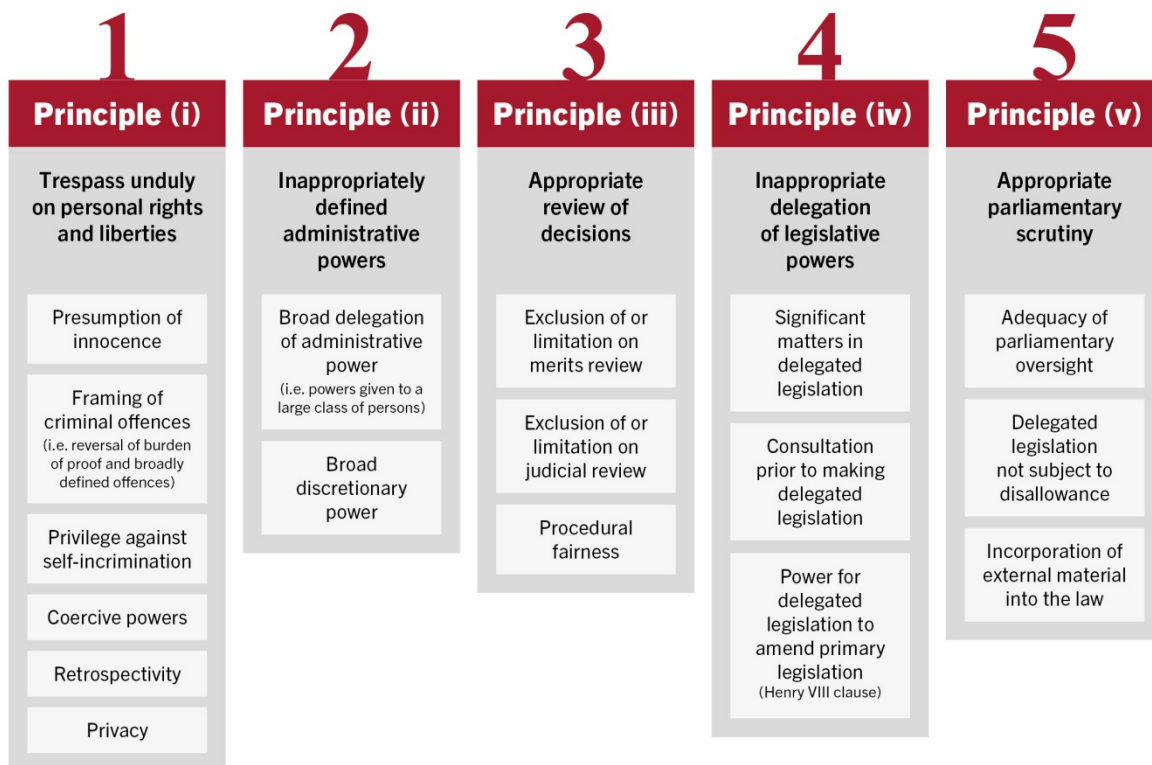 1
Principle (i)
Trespass unduly
on personal rights
and liberties
Presumption of
innocence
Framing of
criminal offences
(i.e. reversal of burden
of proof and broadly
defined offences)
Privilege against
self-incrimination
Coercive powers
Retrospectivity
Privacy
2
Principle (ii)
Inappropriately
defined
administrative
powers
Broad delegation
of administrative
power
(i.e. powers given to a
large class of persons)
Broad
discretionary
power
3
Principle (iii)
Appropriate
review of
decisions
Exclusion of or
limitation on
merits review
Exclusion of or
limitation on
judicial review
Procedural
fairness
4
Principle (iv)
Inappropriate
delegation
of legislative
powers
Significant
matters in
delegated
legislation
Consultation
prior to making
delegated
legislation
Power for
delegated
legislation to
amend primary
legislation
(Henry VIII clause)
5
Principle (v)
Appropriate
parliamentary
scrutiny
Adequacy of
parliamentary
oversight
Delegated
legislation
not subject to
disallowance
Incorporation of
external material
into the law